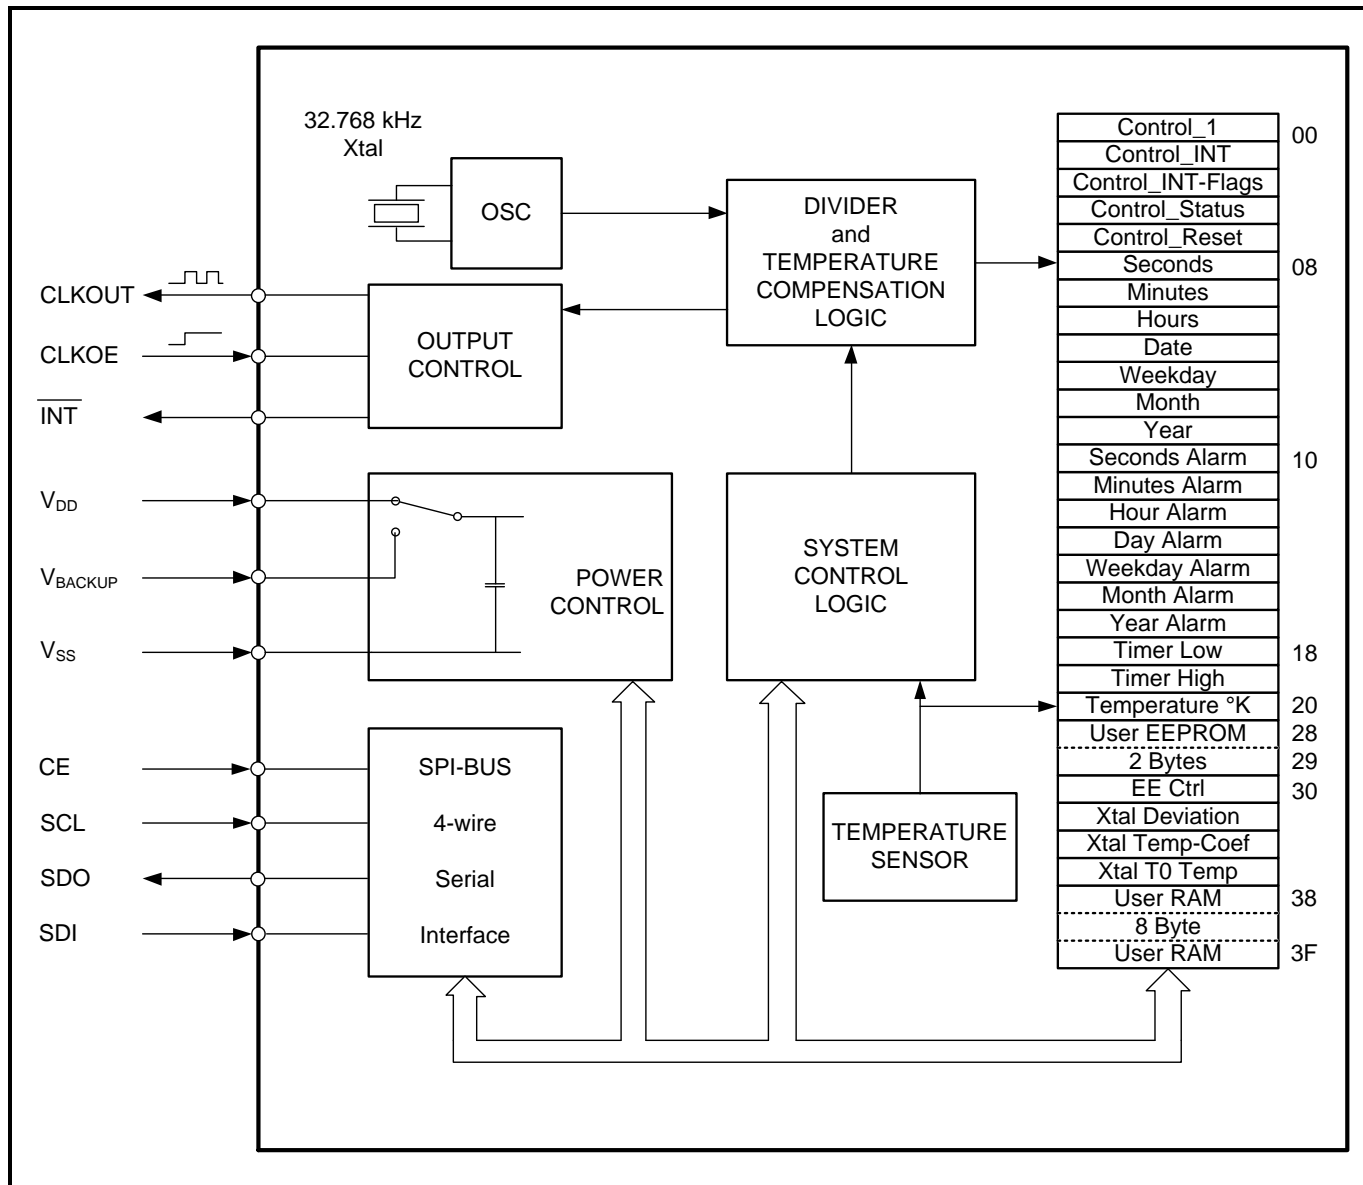 32.768 kHz
Xtal
OSC
DIVIDER
and
TEMPERATURE
COMPENSATION
LOGIC
CLKOUT
CLKOE
INT
OUTPUT
CONTROL
VDD
VBACKUP
VSS
POWER
CONTROL
SYSTEM
CONTROL
LOGIC
CE
SCL
SDO
SDI
SPI-BUS
4-wire
Serial
Interface
TEMPERATURE
SENSOR
Control_1 00
Control_INT
Control_INT-Flags
Control_Status
Control_Reset
Seconds 08
Minutes
Hours
Date
Weekday
Month
Year
Seconds Alarm 10
Minutes Alarm
Hour Alarm
Day Alarm
Weekday Alarm
Month Alarm
Year Alarm
Timer Low 18
Timer High
Temperature °K 20
User EEPROM 28
2 Bytes 29
EE Ctrl 30
Xtal Deviation
Xtal Temp-Coef
Xtal T0 Temp
User RAM 38
8 Byte
User RAM 3F